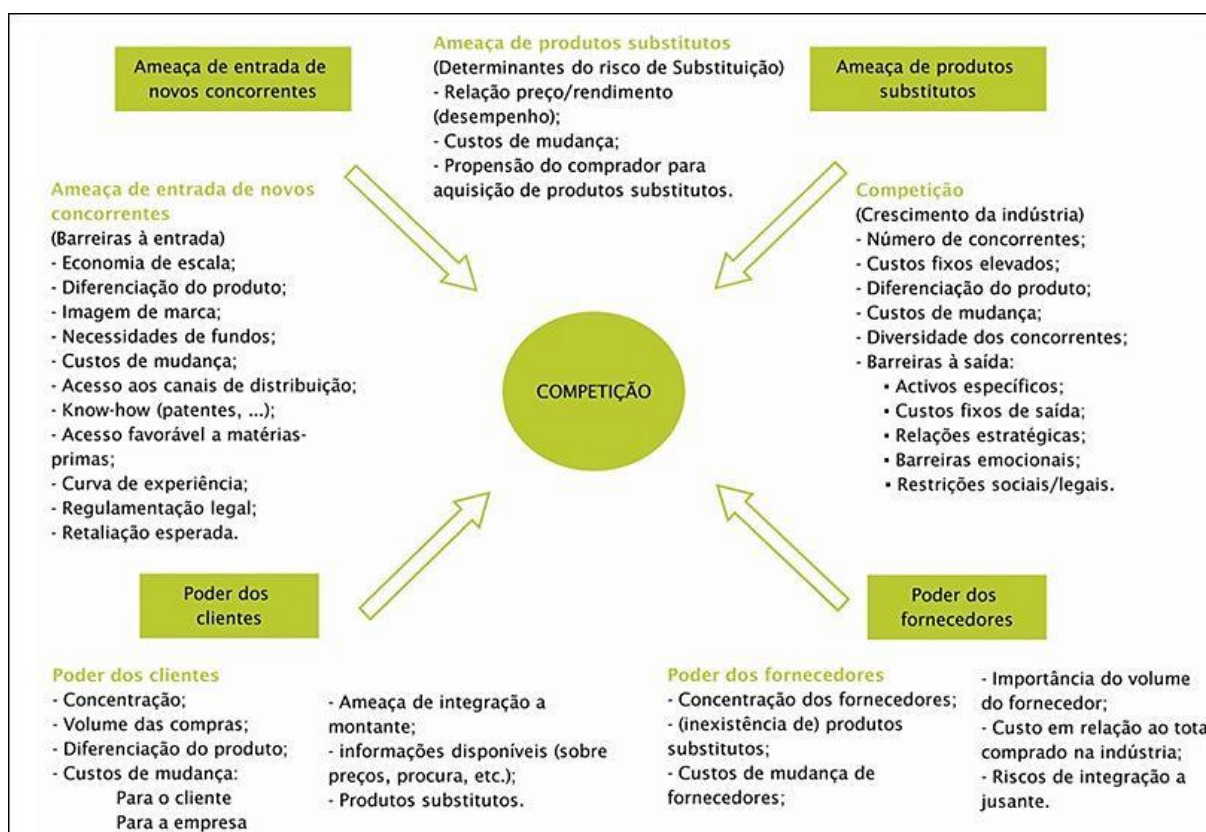 Ameaça de entrada de
novos concorrentes
Ameaça de produtos substitutos
(Determinantes do risco de Substituição)
- Relação preço/rendimento
(desempenho);
- Custos de mudança;
- Propensão do comprador para
aquisição de produtos substitutos.
Ameaça de produtos
substitutos
Ameaça de entrada de novos
concorrentes
(Barreiras à entrada)
- Economia de escala;
- Diferenciação do produto;
- Imagem de marca;
- Necessidades de fundos;
- Custos de mudança;
- Acesso aos canais de distribuição;
- Know-how (patentes, ...);
- Acesso favorável a matérias-
primas;
- Curva de experiência;
- Regulamentação legal;
- Retaliação esperada.
COMPETIÇÃO
Competição
(Crescimento da indústria)
- Número de concorrentes;
- Custos fixos elevados;
- Diferenciação do produto;
- Custos de mudança;
- Diversidade dos concorrentes;
- Barreiras à saída:
▪ Activos específicos;
▪ Custos fixos de saída;
▪ Relações estratégicas;
▪ Barreiras emocionais;
▪ Restrições sociais/legais.
Poder dos
clientes
Poder dos
fornecedores
Poder dos clientes
- Concentração;
- Volume das compras;
- Diferenciação do produto;
- Custos de mudança:
Para o cliente
Para a empresa
- Ameaça de integração a
montante;
- informações disponíveis (sobre
preços, procura, etc.);
- Produtos substitutos.
Poder dos fornecedores
- Concentração dos fornecedores;
- (inexistência de) produtos
substitutos;
- Custos de mudança de
fornecedores;
- Importância do volume
do fornecedor;
- Custo em relação ao total
comprado na indústria;
- Riscos de integração a
jusante.